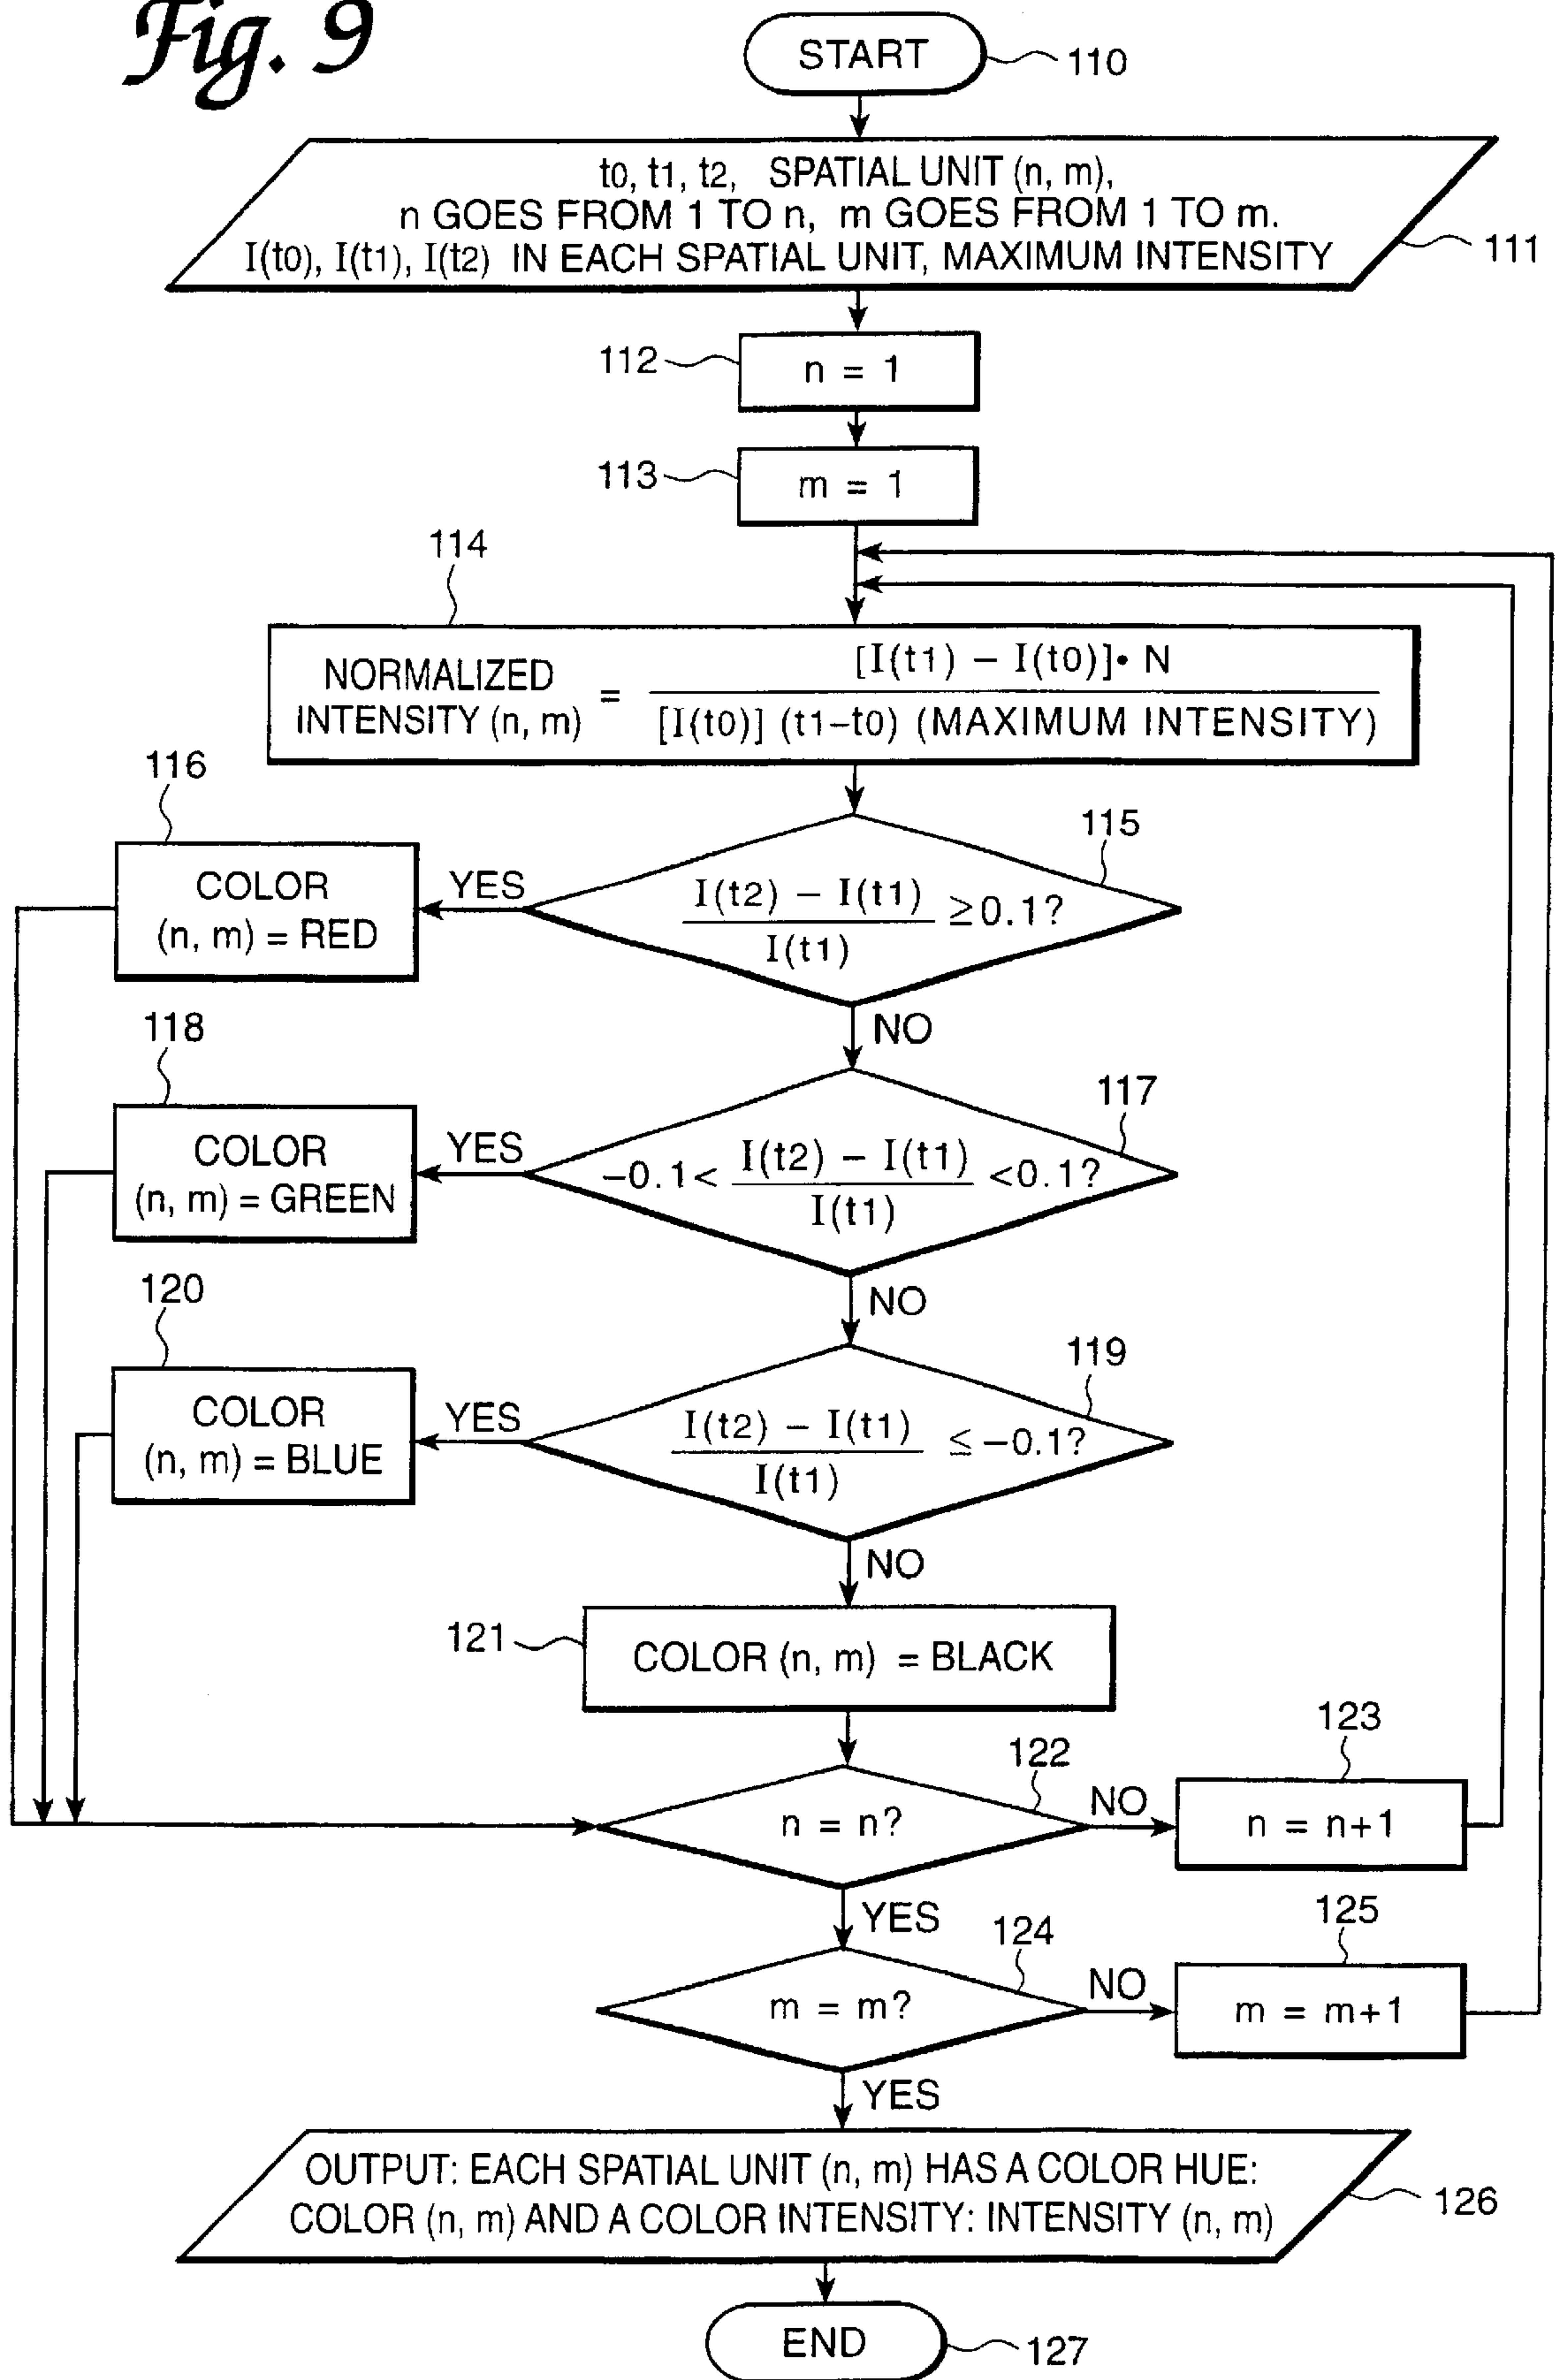 Fig. 9
START
110
t0, t1, t2, SPATIAL UNIT (n, m),
n GOES FROM 1 TO n, m GOES FROM 1 TO m.
I(t0), I(t1), I(t2) IN EACH SPATIAL UNIT, MAXIMUM INTENSITY
111
112
n = 1
113
m = 1
114
NORMALIZED
INTENSITY (n, m)
=
[I(t1) − I(t0)]• N
[I(t0)] (t1−t0) (MAXIMUM INTENSITY)
116
COLOR
(n, m) = RED
YES
115
I(t2) − I(t1)
I(t1)
≥0.1?
NO
118
COLOR
(n, m) = GREEN
YES
117
−0.1<
I(t2) − I(t1)
I(t1)
<0.1?
NO
120
COLOR
(n, m) = BLUE
YES
119
I(t2) − I(t1)
I(t1)
≤ −0.1?
NO
121
COLOR (n, m) = BLACK
122
n = n?
NO
123
n = n+1
YES
124
m = m?
NO
125
m = m+1
YES
OUTPUT: EACH SPATIAL UNIT (n, m) HAS A COLOR HUE:
COLOR (n, m) AND A COLOR INTENSITY: INTENSITY (n, m)
126
END
127